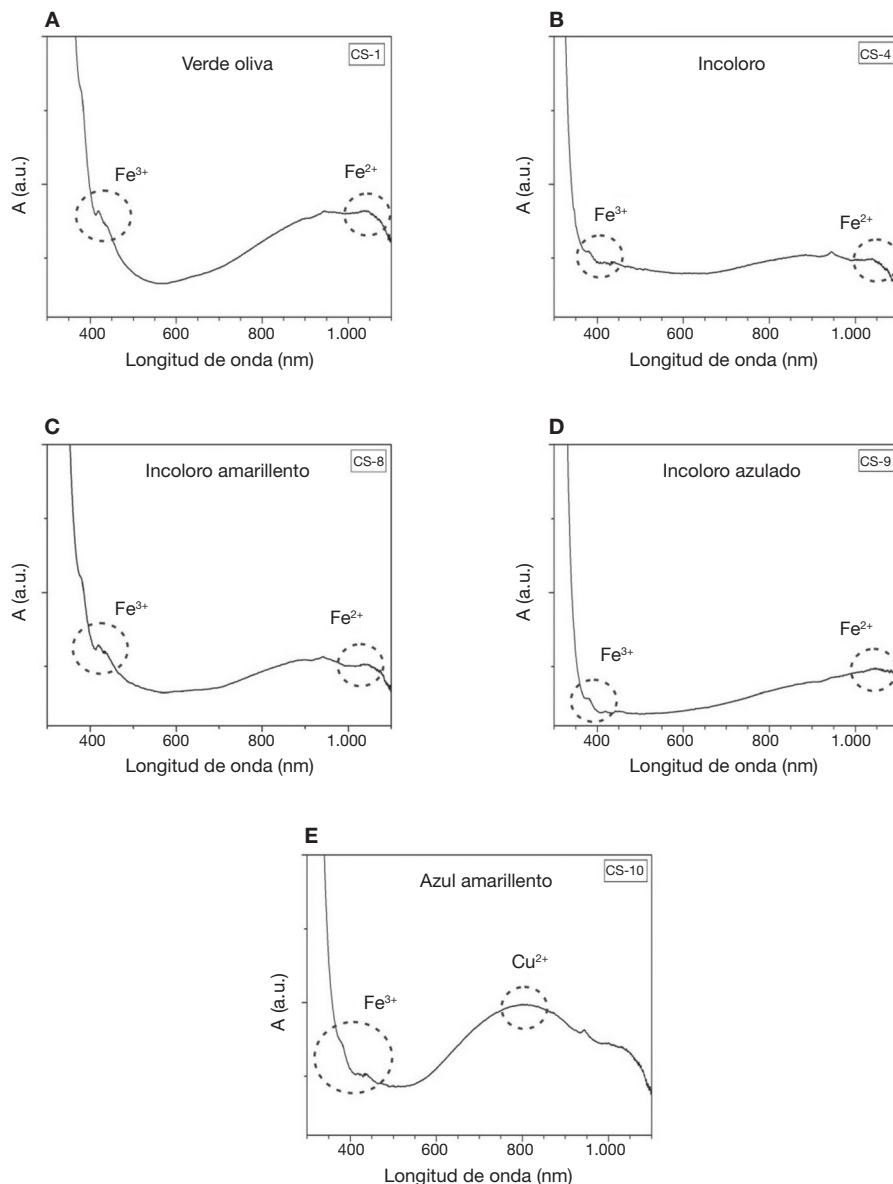 A
CS-1
Verde oliva
Fe³⁺
Fe²⁺
A (a.u.)
400 600 800 1.000
Longitud de onda (nm)
B
CS-4
Incoloro
Fe³⁺
Fe²⁺
A (a.u.)
400 600 800 1.000
Longitud de onda (nm)
C
CS-8
Incoloro amarillento
Fe³⁺
Fe²⁺
A (a.u.)
400 600 800 1.000
Longitud de onda (nm)
D
CS-9
Incoloro azulado
Fe³⁺
Fe²⁺
A (a.u.)
400 600 800 1.000
Longitud de onda (nm)
E
CS-10
Azul amarillento
Cu²⁺
Fe³⁺
A (a.u.)
400 600 800 1.000
Longitud de onda (nm)